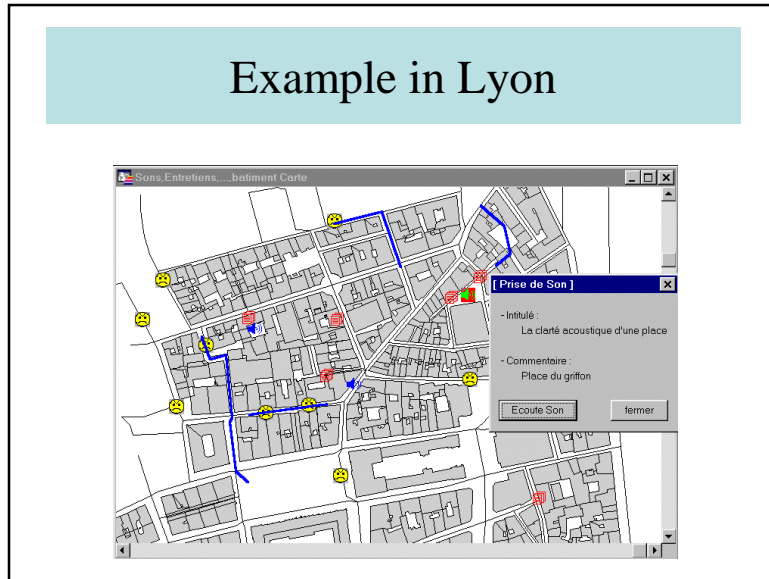 Example in Lyon
Sons,Entretiens,...,batiment Carte
[ Prise de Son ]
- Intitulé :
La clarté acoustique d'une place
- Commentaire :
Place du griffon
Ecoute Son
fermer